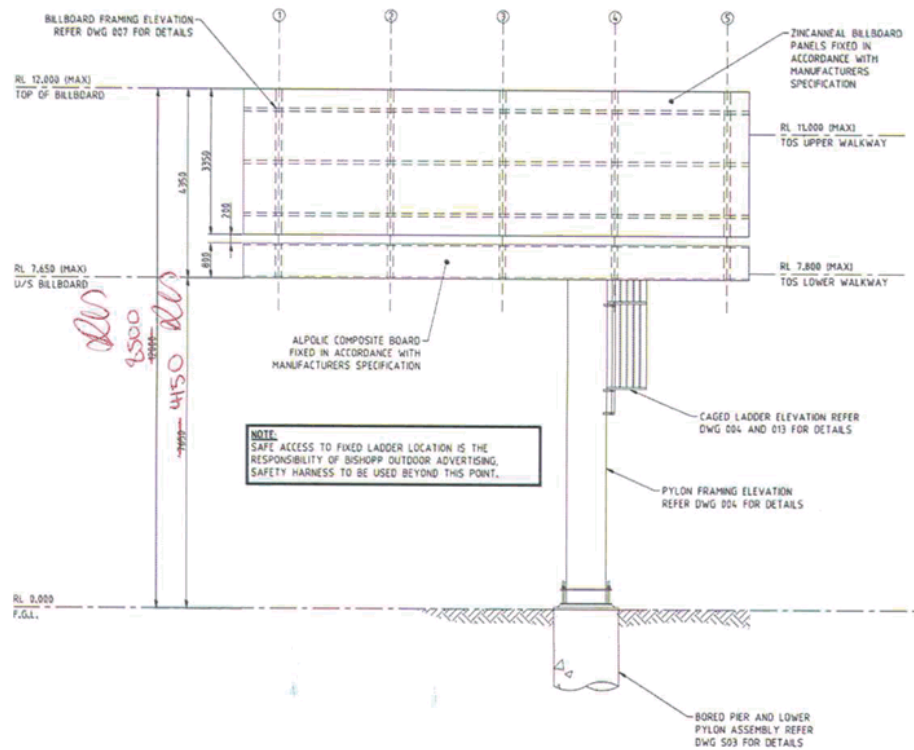 1
2
3
4
5
BILLBOARD FRAMING ELEVATION
REFER DWG 007 FOR DETAILS
ZINCANNEAL BILLBOARD
PANELS FIXED IN
ACCORDANCE WITH
MANUFACTURERS
SPECIFICATION
RL 12.000 (MAX)
TOP OF BILLBOARD
RL 11.000 (MAX)
TOS UPPER WALKWAY
4350
3350
200
800
RL 7.650 (MAX)
U/S BILLBOARD
RL 7.800 (MAX)
TOS LOWER WALKWAY
8500
12000
4150
7650
ALPOLIC COMPOSITE BOARD
FIXED IN ACCORDANCE WITH
MANUFACTURERS SPECIFICATION
CAGED LADDER ELEVATION REFER
DWG 004 AND 013 FOR DETAILS
NOTE:
SAFE ACCESS TO FIXED LADDER LOCATION IS THE
RESPONSIBILITY OF BISHOPP OUTDOOR ADVERTISING,
SAFETY HARNESS TO BE USED BEYOND THIS POINT.
PYLON FRAMING ELEVATION
REFER DWG 004 FOR DETAILS
RL 0.000
F.G.L.
BORED PIER AND LOWER
PYLON ASSEMBLY REFER
DWG S03 FOR DETAILS